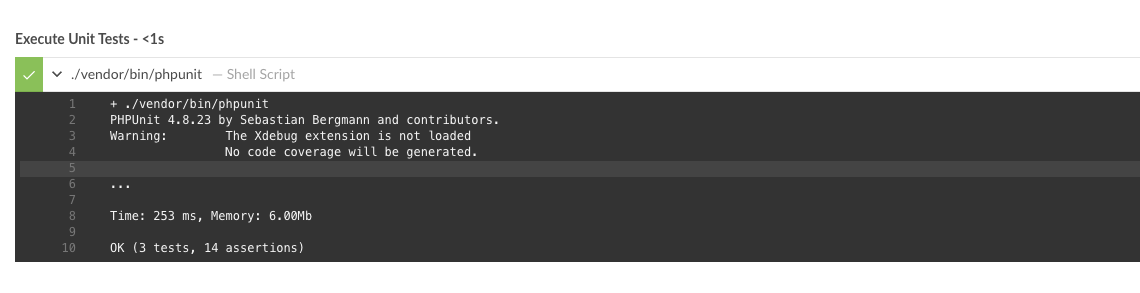 Execute Unit Tests - <1s
./vendor/bin/phpunit — Shell Script
1 + ./vendor/bin/phpunit
2 PHPUnit 4.8.23 by Sebastian Bergmann and contributors.
3 Warning: The Xdebug extension is not loaded
4 No code coverage will be generated.
5
6 ...
7
8 Time: 253 ms, Memory: 6.00Mb
9
10 OK (3 tests, 14 assertions)